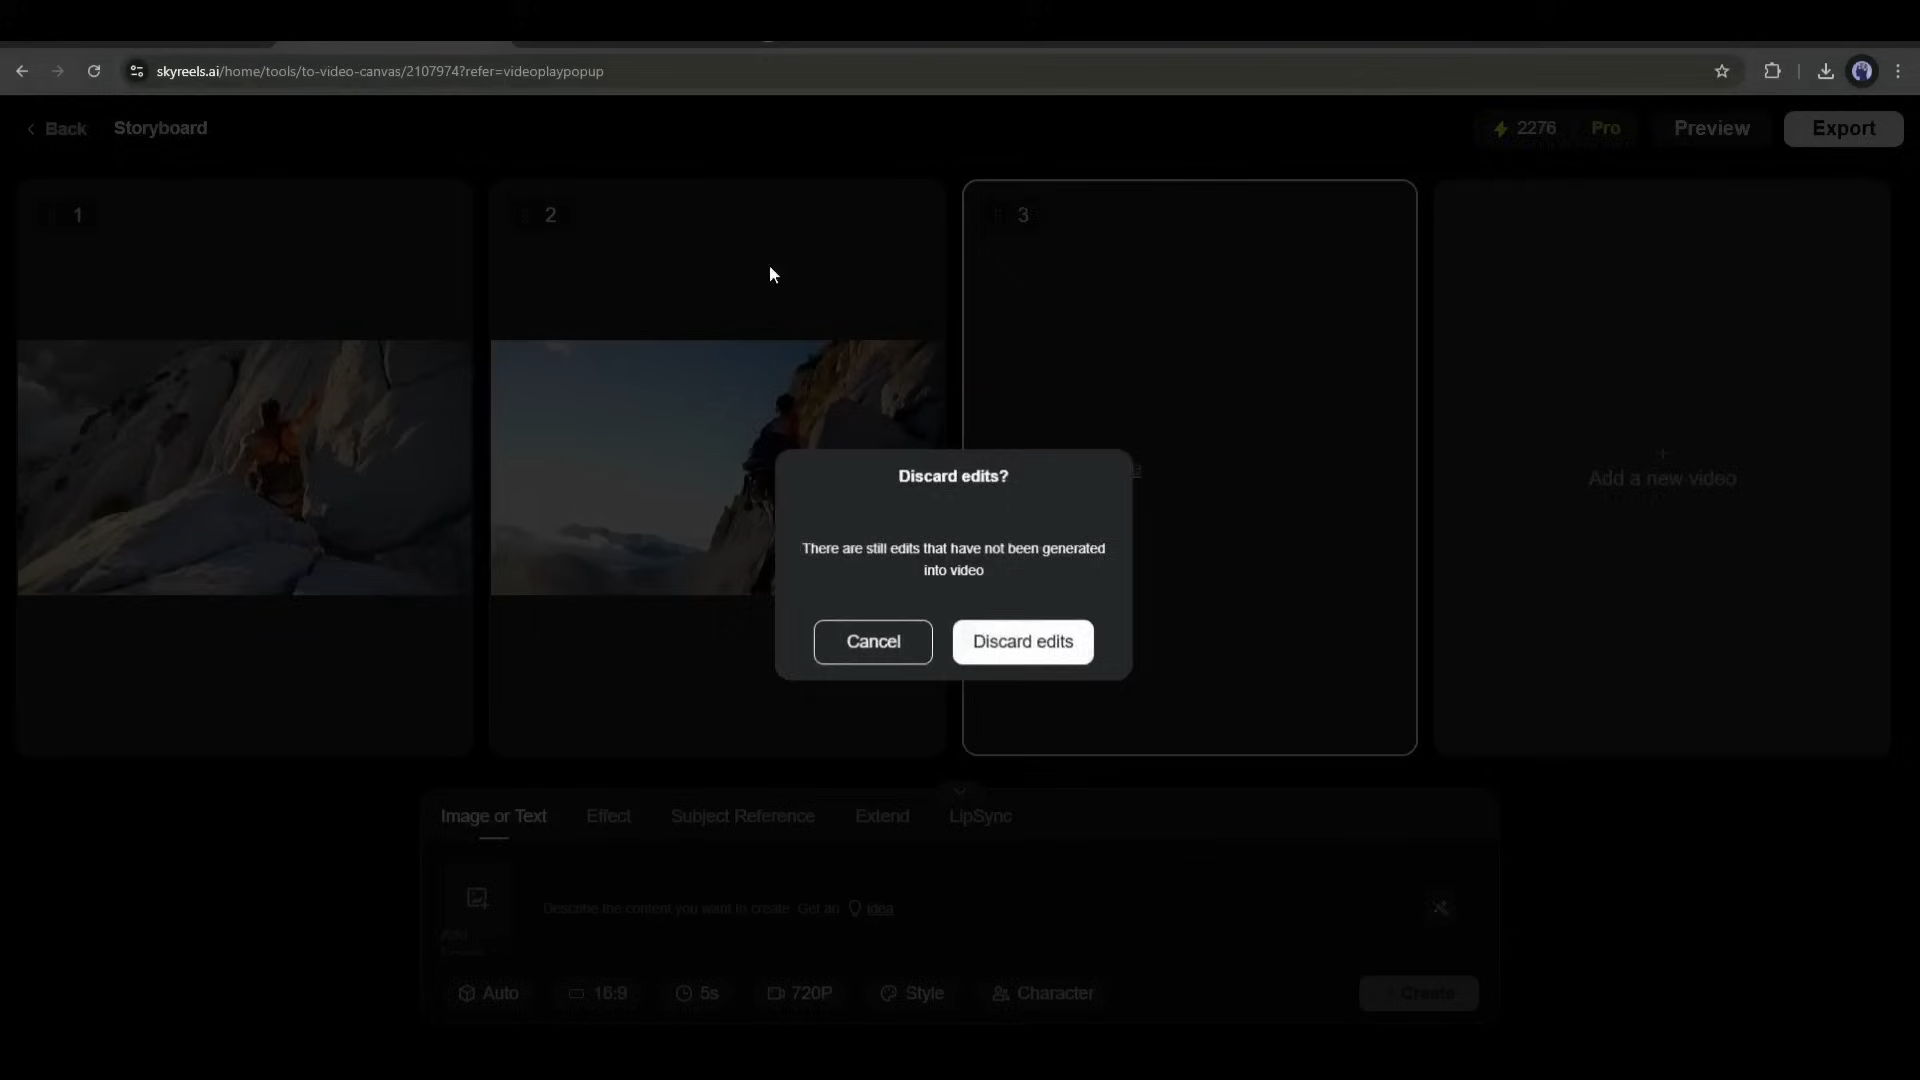 skyreels.ai/home/tools/to-video-canvas/2107974?refer=videoplaypopup
Back
Storyboard
2276
Pro
Preview
Export
1
2
3
Add a new video
Discard edits?
There are still edits that have not been generated
into video
Cancel
Discard edits
Image or Text
Effect
Subject Reference
Extend
LipSync
Add
Describe the content you want to create. Get an idea
Auto
16:9
5s
720P
Style
Character
Create